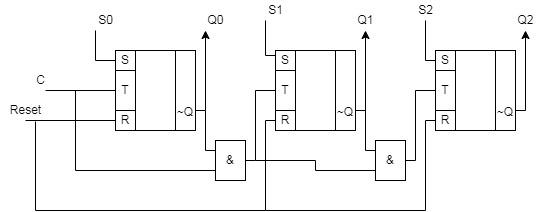 S0 Q0 S1 Q1 S2 Q2
S S S
C T T T
Reset R ~Q R ~Q R ~Q
& &